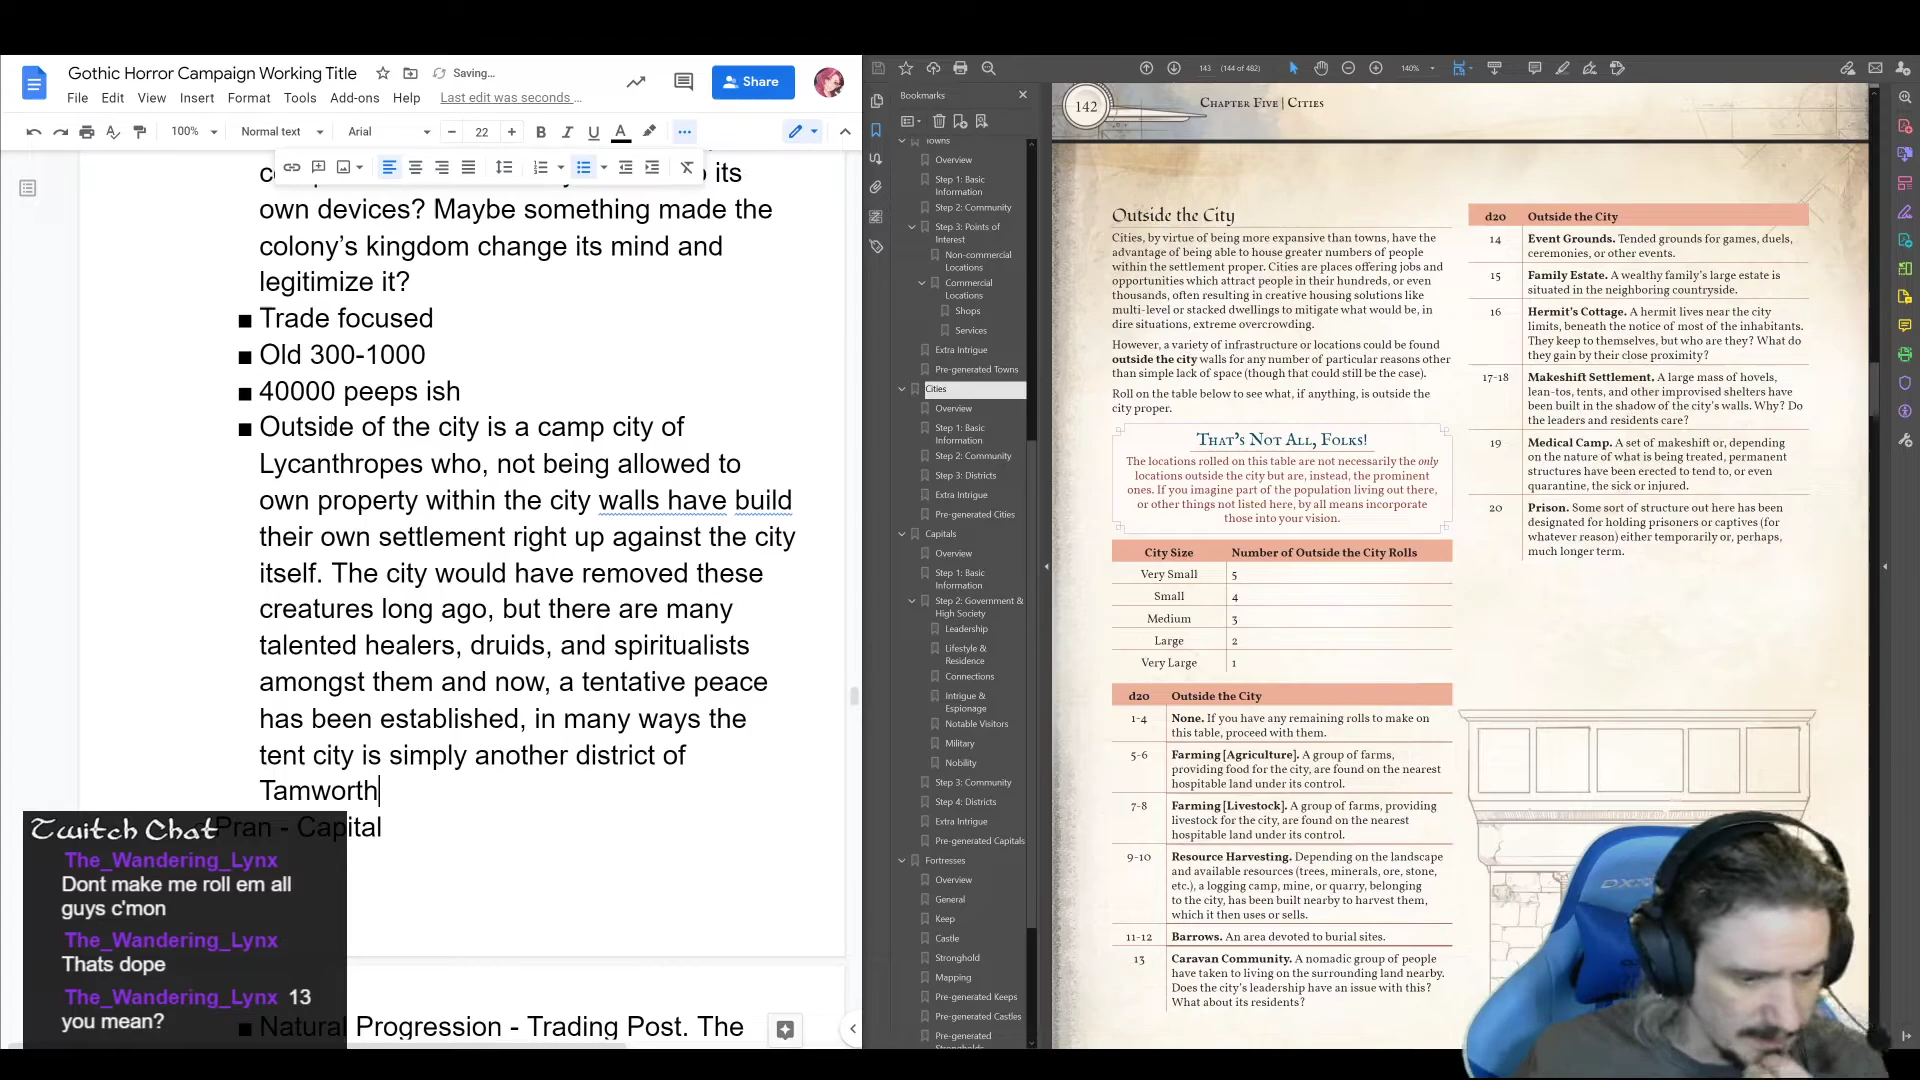 Gothic Horror Campaign Working Title
Saving...
Share
File Edit View Insert Format Tools Add-ons Help Last edit was seconds ...
100% Normal text Arial 22
its
own devices? Maybe something made the
colony's kingdom change its mind and
legitimize it?
■ Trade focused
■ Old 300-1000
■ 40000 peeps ish
■ Outside of the city is a camp city of
Lycanthropes who, not being allowed to
own property within the city walls have build
their own settlement right up against the city
itself. The city would have removed these
creatures long ago, but there are many
talented healers, druids, and spiritualists
amongst them and now, a tentative peace
has been established, in many ways the
tent city is simply another district of
Tamworth
Pran - Capital
■ Natural Progression - Trading Post. The
Twitch Chat
The_Wandering_Lynx
Dont make me roll em all
guys c'mon
The_Wandering_Lynx
Thats dope
The_Wandering_Lynx 13
you mean?
143 (144 of 482)
140%
Bookmarks
Towns
Overview
Step 1: Basic
Information
Step 2: Community
Step 3: Points of
Interest
Non-commercial
Locations
Commercial
Locations
Shops
Services
Extra Intrigue
Pre-generated Towns
Cities
Overview
Step 1: Basic
Information
Step 2: Community
Step 3: Districts
Extra Intrigue
Pre-generated Cities
Capitals
Overview
Step 1: Basic
Information
Step 2: Government &
High Society
Leadership
Lifestyle &
Residence
Connections
Intrigue &
Espionage
Notable Visitors
Military
Nobility
Step 3: Community
Step 4: Districts
Extra Intrigue
Pre-generated Capitals
Fortresses
Overview
General
Keep
Castle
Stronghold
Mapping
Pre-generated Keeps
Pre-generated Castles
Pre-generated
142
Chapter Five | Cities
Outside the City
Cities, by virtue of being more expansive than towns, have the
advantage of being able to house greater numbers of people
within the settlement proper. Cities are places offering jobs and
opportunities which attract people in their hundreds, or even
thousands, often resulting in creative housing solutions like
multi-level or stacked dwellings to mitigate what would be, in
dire situations, extreme overcrowding.
However, a variety of infrastructure or locations could be found
outside the city walls for any number of particular reasons other
than simple lack of space (though that could still be the case).
Roll on the table below to see what, if anything, is outside the
city proper.
That's Not All, Folks!
The locations rolled on this table are not necessarily the only
locations outside the city but are, instead, the prominent
ones. If you imagine part of the population living out there,
or other things not listed here, by all means incorporate
those into your vision.
City Size Number of Outside the City Rolls
Very Small 5
Small 4
Medium 3
Large 2
Very Large 1
d20 Outside the City
1-4 None. If you have any remaining rolls to make on
this table, proceed with them.
5-6 Farming [Agriculture]. A group of farms,
providing food for the city, are found on the nearest
hospitable land under its control.
7-8 Farming [Livestock]. A group of farms, providing
livestock for the city, are found on the nearest
hospitable land under its control.
9-10 Resource Harvesting. Depending on the landscape
and available resources (trees, minerals, ore, stone,
etc.), a logging camp, mine, or quarry, belonging
to the city, has been built nearby to harvest them,
which it then uses or sells.
11-12 Barrows. An area devoted to burial sites.
13 Caravan Community. A nomadic group of people
have taken to living on the surrounding land nearby.
Does the city's leadership have an issue with this?
What about its residents?
d20 Outside the City
14 Event Grounds. Tended grounds for games, duels,
ceremonies, or other events.
15 Family Estate. A wealthy family's large estate is
situated in the neighboring countryside.
16 Hermit's Cottage. A hermit lives near the city
limits, beneath the notice of most of the inhabitants.
They keep to themselves, but who are they? What do
they gain by their close proximity?
17-18 Makeshift Settlement. A large mass of hovels,
lean-tos, tents, and other improvised shelters have
been built in the shadow of the city's walls. Why? Do
the leaders and residents care?
19 Medical Camp. A set of makeshift or, depending
on the nature of what is being treated, permanent
structures have been erected to tend to, or even
quarantine, the sick or injured.
20 Prison. Some sort of structure out here has been
designated for holding prisoners or captives (for
whatever reason) either temporarily or, perhaps,
much longer term.